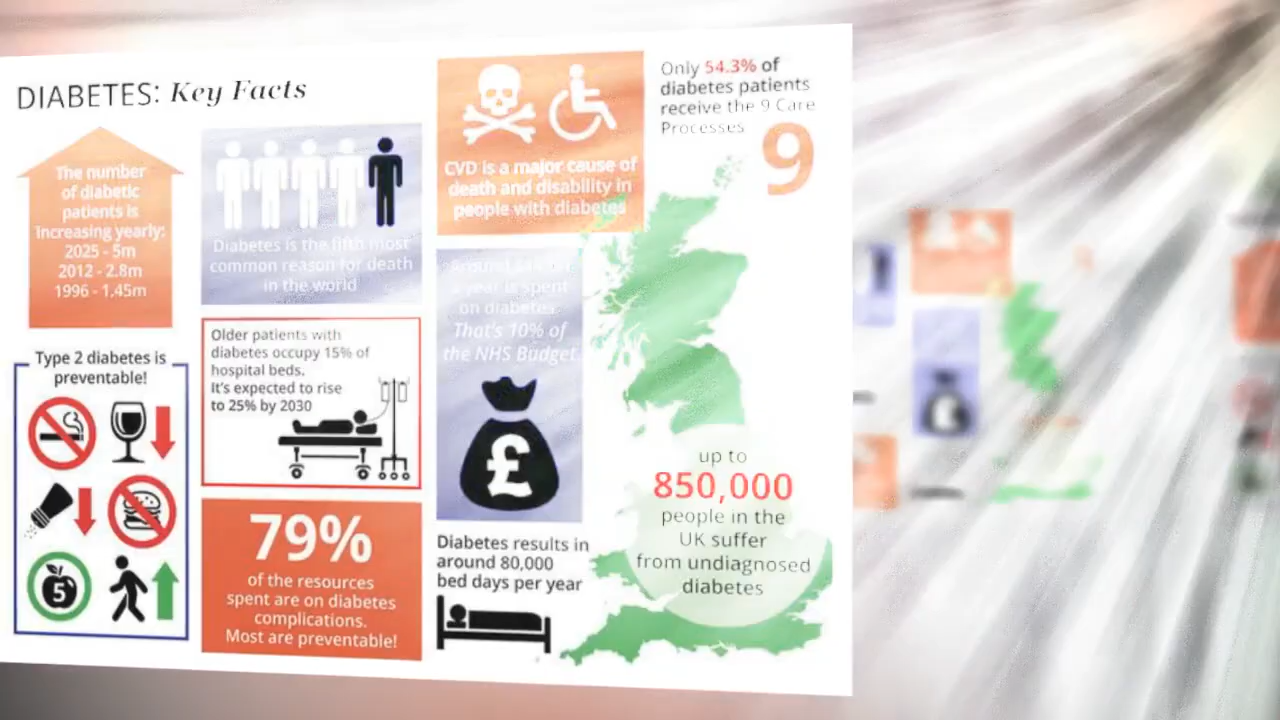 DIABETES: Key Facts
The number
of diabetic
patients is
increasing yearly:
2025 - 5m
2012 - 2.8m
1996 - 1.45m
Type 2 diabetes is
preventable!
5
Diabetes is the fifth most
common reason for death
in the world
Older patients with
diabetes occupy 15% of
hospital beds.
It's expected to rise
to 25% by 2030
79%
of the resources
spent are on diabetes
complications.
Most are preventable!
CVD is a major cause of
death and disability in
people with diabetes
a year is spent
on diabetes.
That's 10% of
the NHS Budget.
£
Diabetes results in
around 80,000
bed days per year
Only 54.3% of
diabetes patients
receive the 9 Care
Processes
9
up to
850,000
people in the
UK suffer
from undiagnosed
diabetes